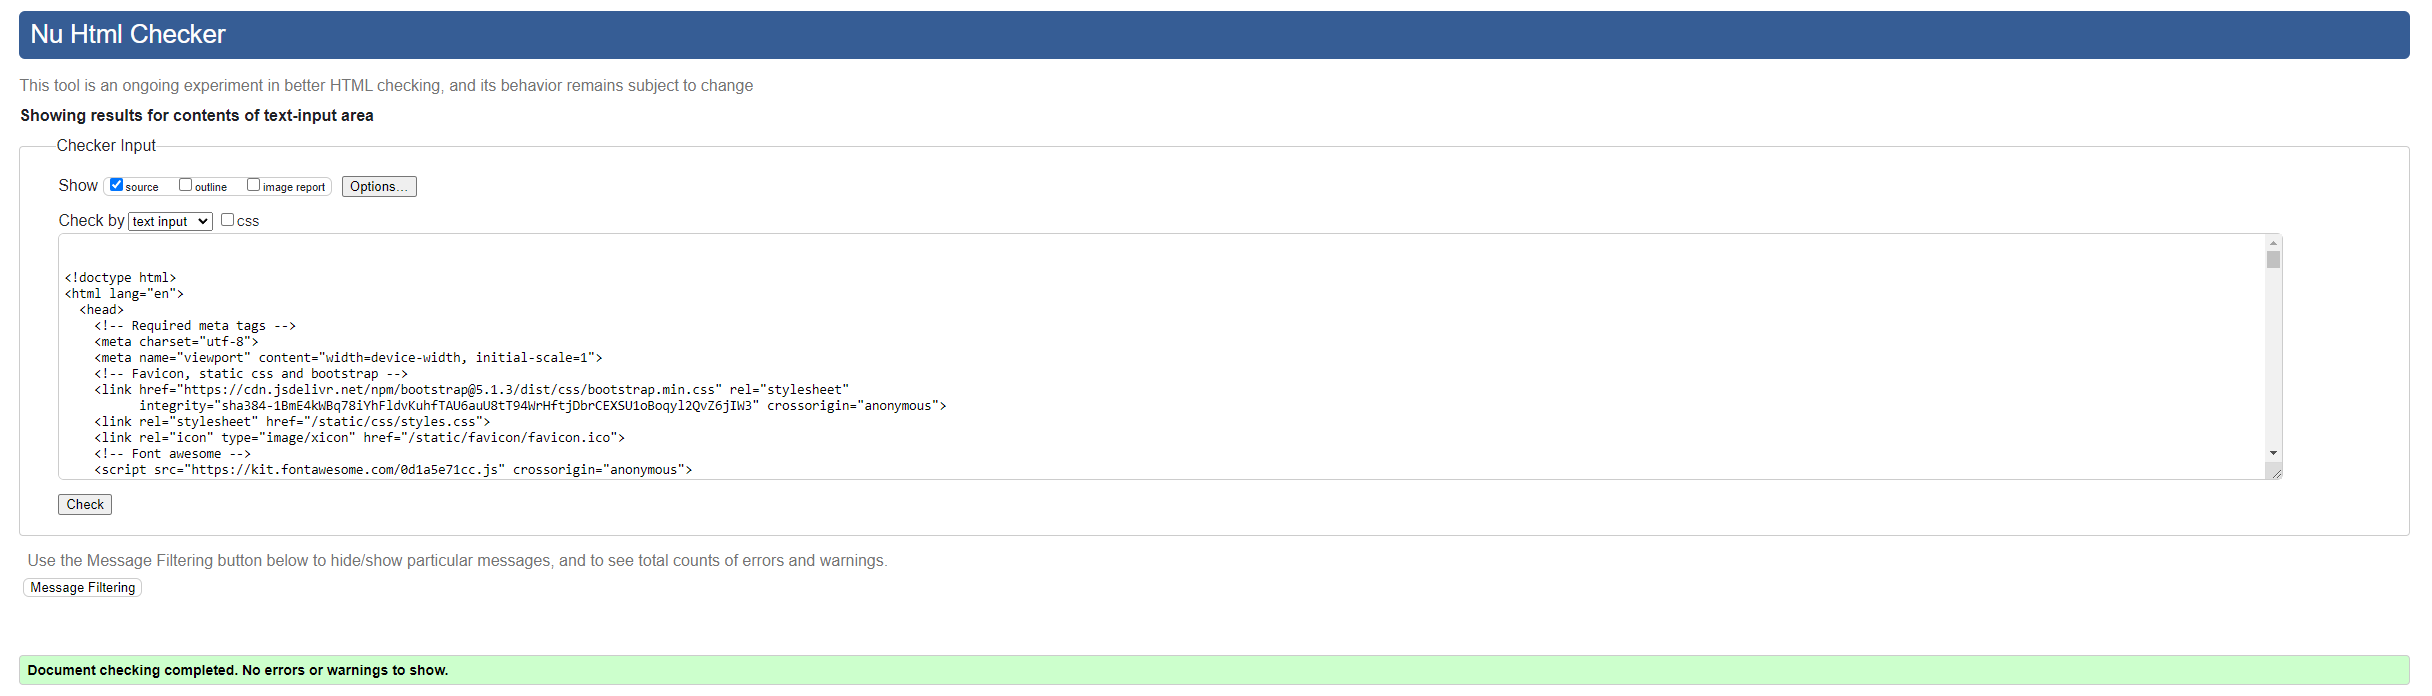 Nu Html Checker
This tool is an ongoing experiment in better HTML checking, and its behavior remains subject to change
Showing results for contents of text-input area
Checker Input
Show source outline image report Options...
Check by text input css
<!doctype html>
<html lang="en">
  <head>
    <!-- Required meta tags -->
    <meta charset="utf-8">
    <meta name="viewport" content="width=device-width, initial-scale=1">
    <!-- Favicon, static css and bootstrap -->
    <link href="https://cdn.jsdelivr.net/npm/bootstrap@5.1.3/dist/css/bootstrap.min.css" rel="stylesheet"
          integrity="sha384-1BmE4kWBq78iYhFldvKuhfTAU6auU8tT94WrHftjDbrCEXSU1oBoqyl2QvZ6jIW3" crossorigin="anonymous">
    <link rel="stylesheet" href="/static/css/styles.css">
    <link rel="icon" type="image/xicon" href="/static/favicon/favicon.ico">
    <!-- Font awesome -->
    <script src="https://kit.fontawesome.com/0d1a5e71cc.js" crossorigin="anonymous">
Check
Use the Message Filtering button below to hide/show particular messages, and to see total counts of errors and warnings.
Message Filtering
Document checking completed. No errors or warnings to show.